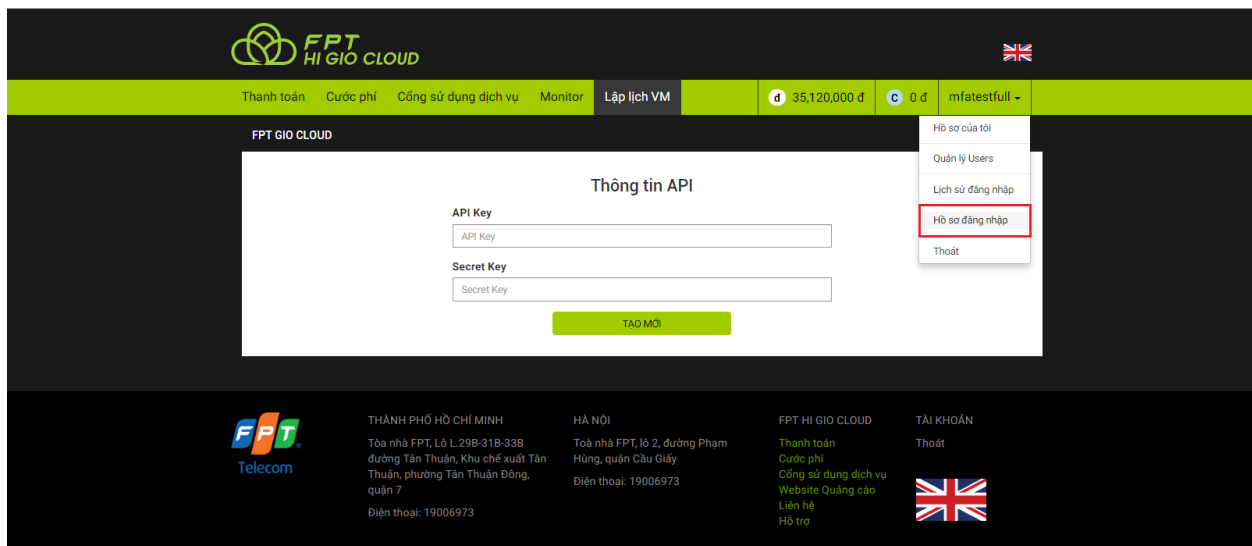 FPT
HI GIO CLOUD
Thanh toán Cước phí Cổng sử dụng dịch vụ Monitor Lập lịch VM đ 35,120,000 đ C 0 đ mfatestfull
FPT GIO CLOUD
Hồ sơ của tôi
Quản lý Users
Lịch sử đăng nhập
Hồ sơ đăng nhập
Thoát
Thông tin API
API Key
API Key
Secret Key
Secret Key
TẠO MỚI
FPT
Telecom
THÀNH PHỐ HỒ CHÍ MINH
Tòa nhà FPT, Lô L.29B-31B-33B
đường Tân Thuận, Khu chế xuất Tân
Thuận, phường Tân Thuận Đông,
quận 7
Điện thoại: 19006973
HÀ NỘI
Toà nhà FPT, lô 2, đường Phạm
Hùng, quận Cầu Giấy
Điện thoại: 19006973
FPT HI GIO CLOUD
Thanh toán
Cước phí
Cổng sử dụng dịch vụ
Website Quảng cáo
Liên hệ
Hỗ trợ
TÀI KHOẢN
Thoát